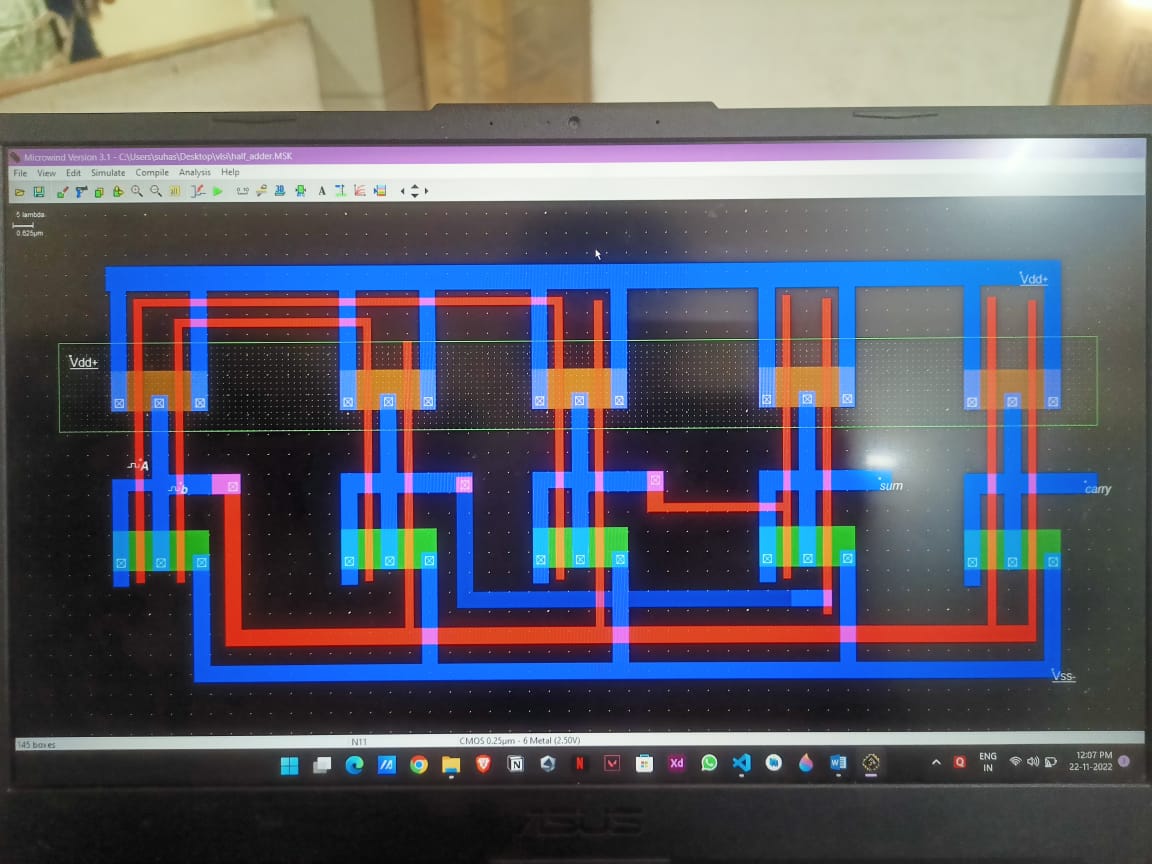 Microwind Version 3.1 - C:\Users\suhas\Desktop\vlsi\half_adder.MSK
File View Edit Simulate Compile Analysis Help
5 lambda
0.625µm
Vdd+
Vdd+
A
b
sum
carry
Vss-
145 boxes N11 CMOS 0.25µm - 6 Metal (2.50V)
Xd
ENG
IN
12:07 PM
22-11-2022
ASUS